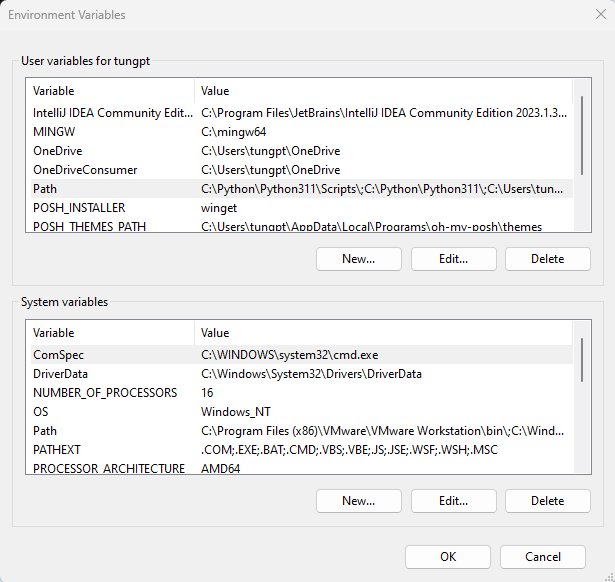 Environment Variables
User variables for tungpt
Variable Value
IntelliJ IDEA Community Edit... C:\Program Files\JetBrains\IntelliJ IDEA Community Edition 2023.1.3...
MINGW C:\mingw64
OneDrive C:\Users\tungpt\OneDrive
OneDriveConsumer C:\Users\tungpt\OneDrive
Path C:\Python\Python311\Scripts\;C:\Python\Python311\;C:\Users\tun...
POSH_INSTALLER winget
POSH_THEMES_PATH C:\Users\tungpt\AppData\Local\Programs\oh-my-posh\themes
New... Edit... Delete
System variables
Variable Value
ComSpec C:\WINDOWS\system32\cmd.exe
DriverData C:\Windows\System32\Drivers\DriverData
NUMBER_OF_PROCESSORS 16
OS Windows_NT
Path C:\Program Files (x86)\VMware\VMware Workstation\bin\;C:\Wind...
PATHEXT .COM;.EXE;.BAT;.CMD;.VBS;.VBE;.JS;.JSE;.WSF;.WSH;.MSC
PROCESSOR_ARCHITECTURE AMD64
New... Edit... Delete
OK Cancel